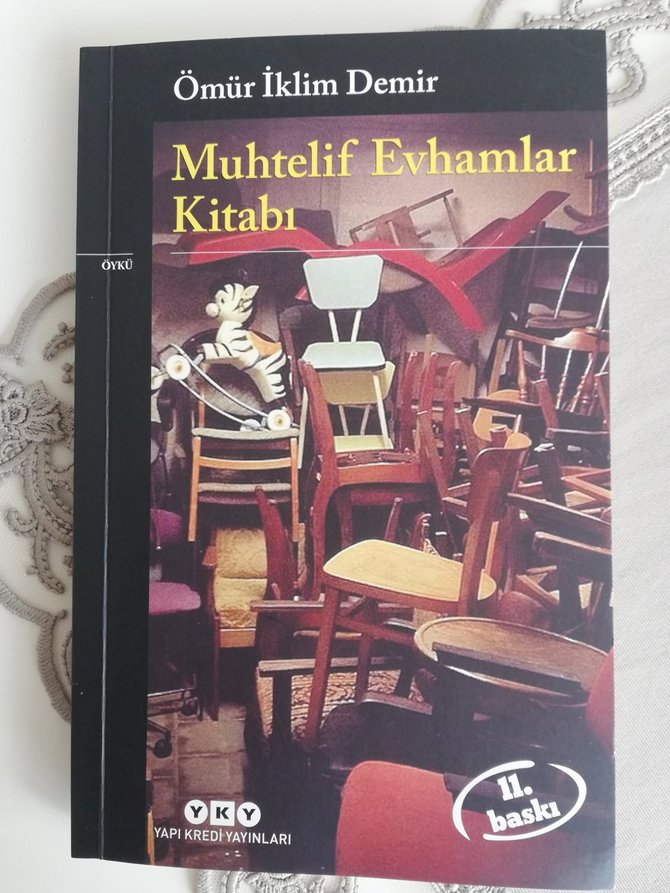 Ömür İklim Demir
Muhtelif Evhamlar
Kitabı
ÖYKÜ
YKY
YAPI KREDİ YAYINLARI
11.
baskı